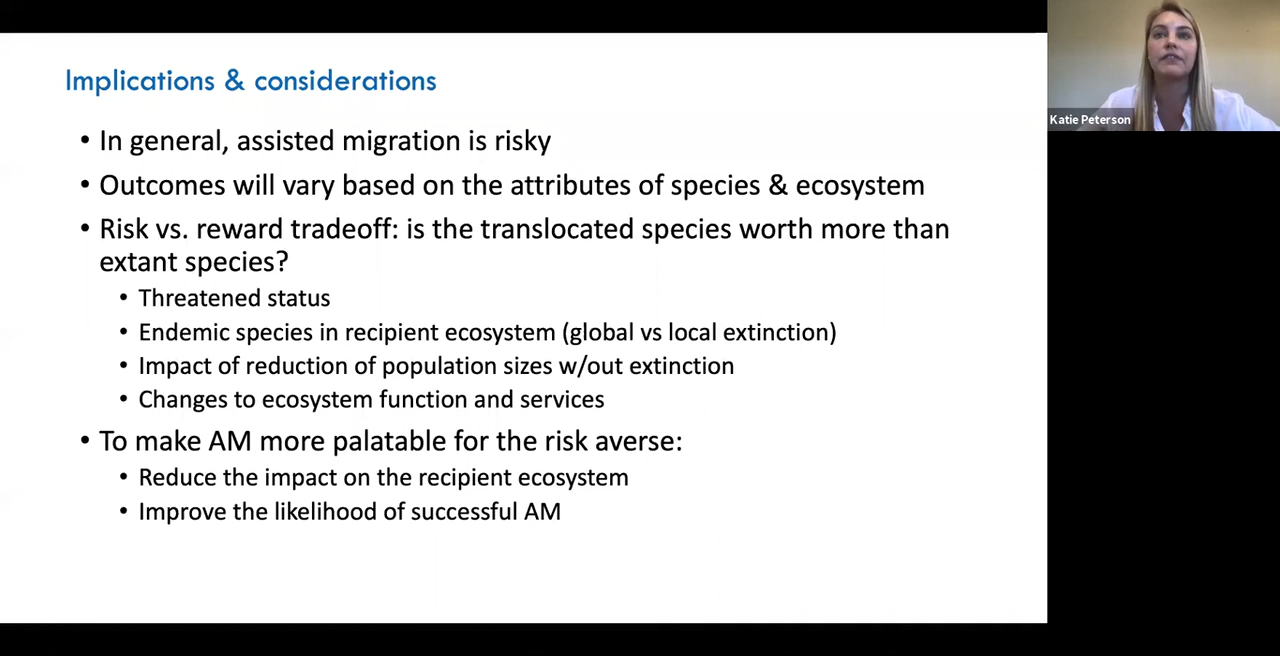 Implications & considerations
• In general, assisted migration is risky
• Outcomes will vary based on the attributes of species & ecosystem
• Risk vs. reward tradeoff: is the translocated species worth more than
extant species?
• Threatened status
• Endemic species in recipient ecosystem (global vs local extinction)
• Impact of reduction of population sizes w/out extinction
• Changes to ecosystem function and services
• To make AM more palatable for the risk averse:
• Reduce the impact on the recipient ecosystem
• Improve the likelihood of successful AM
Katie Peterson